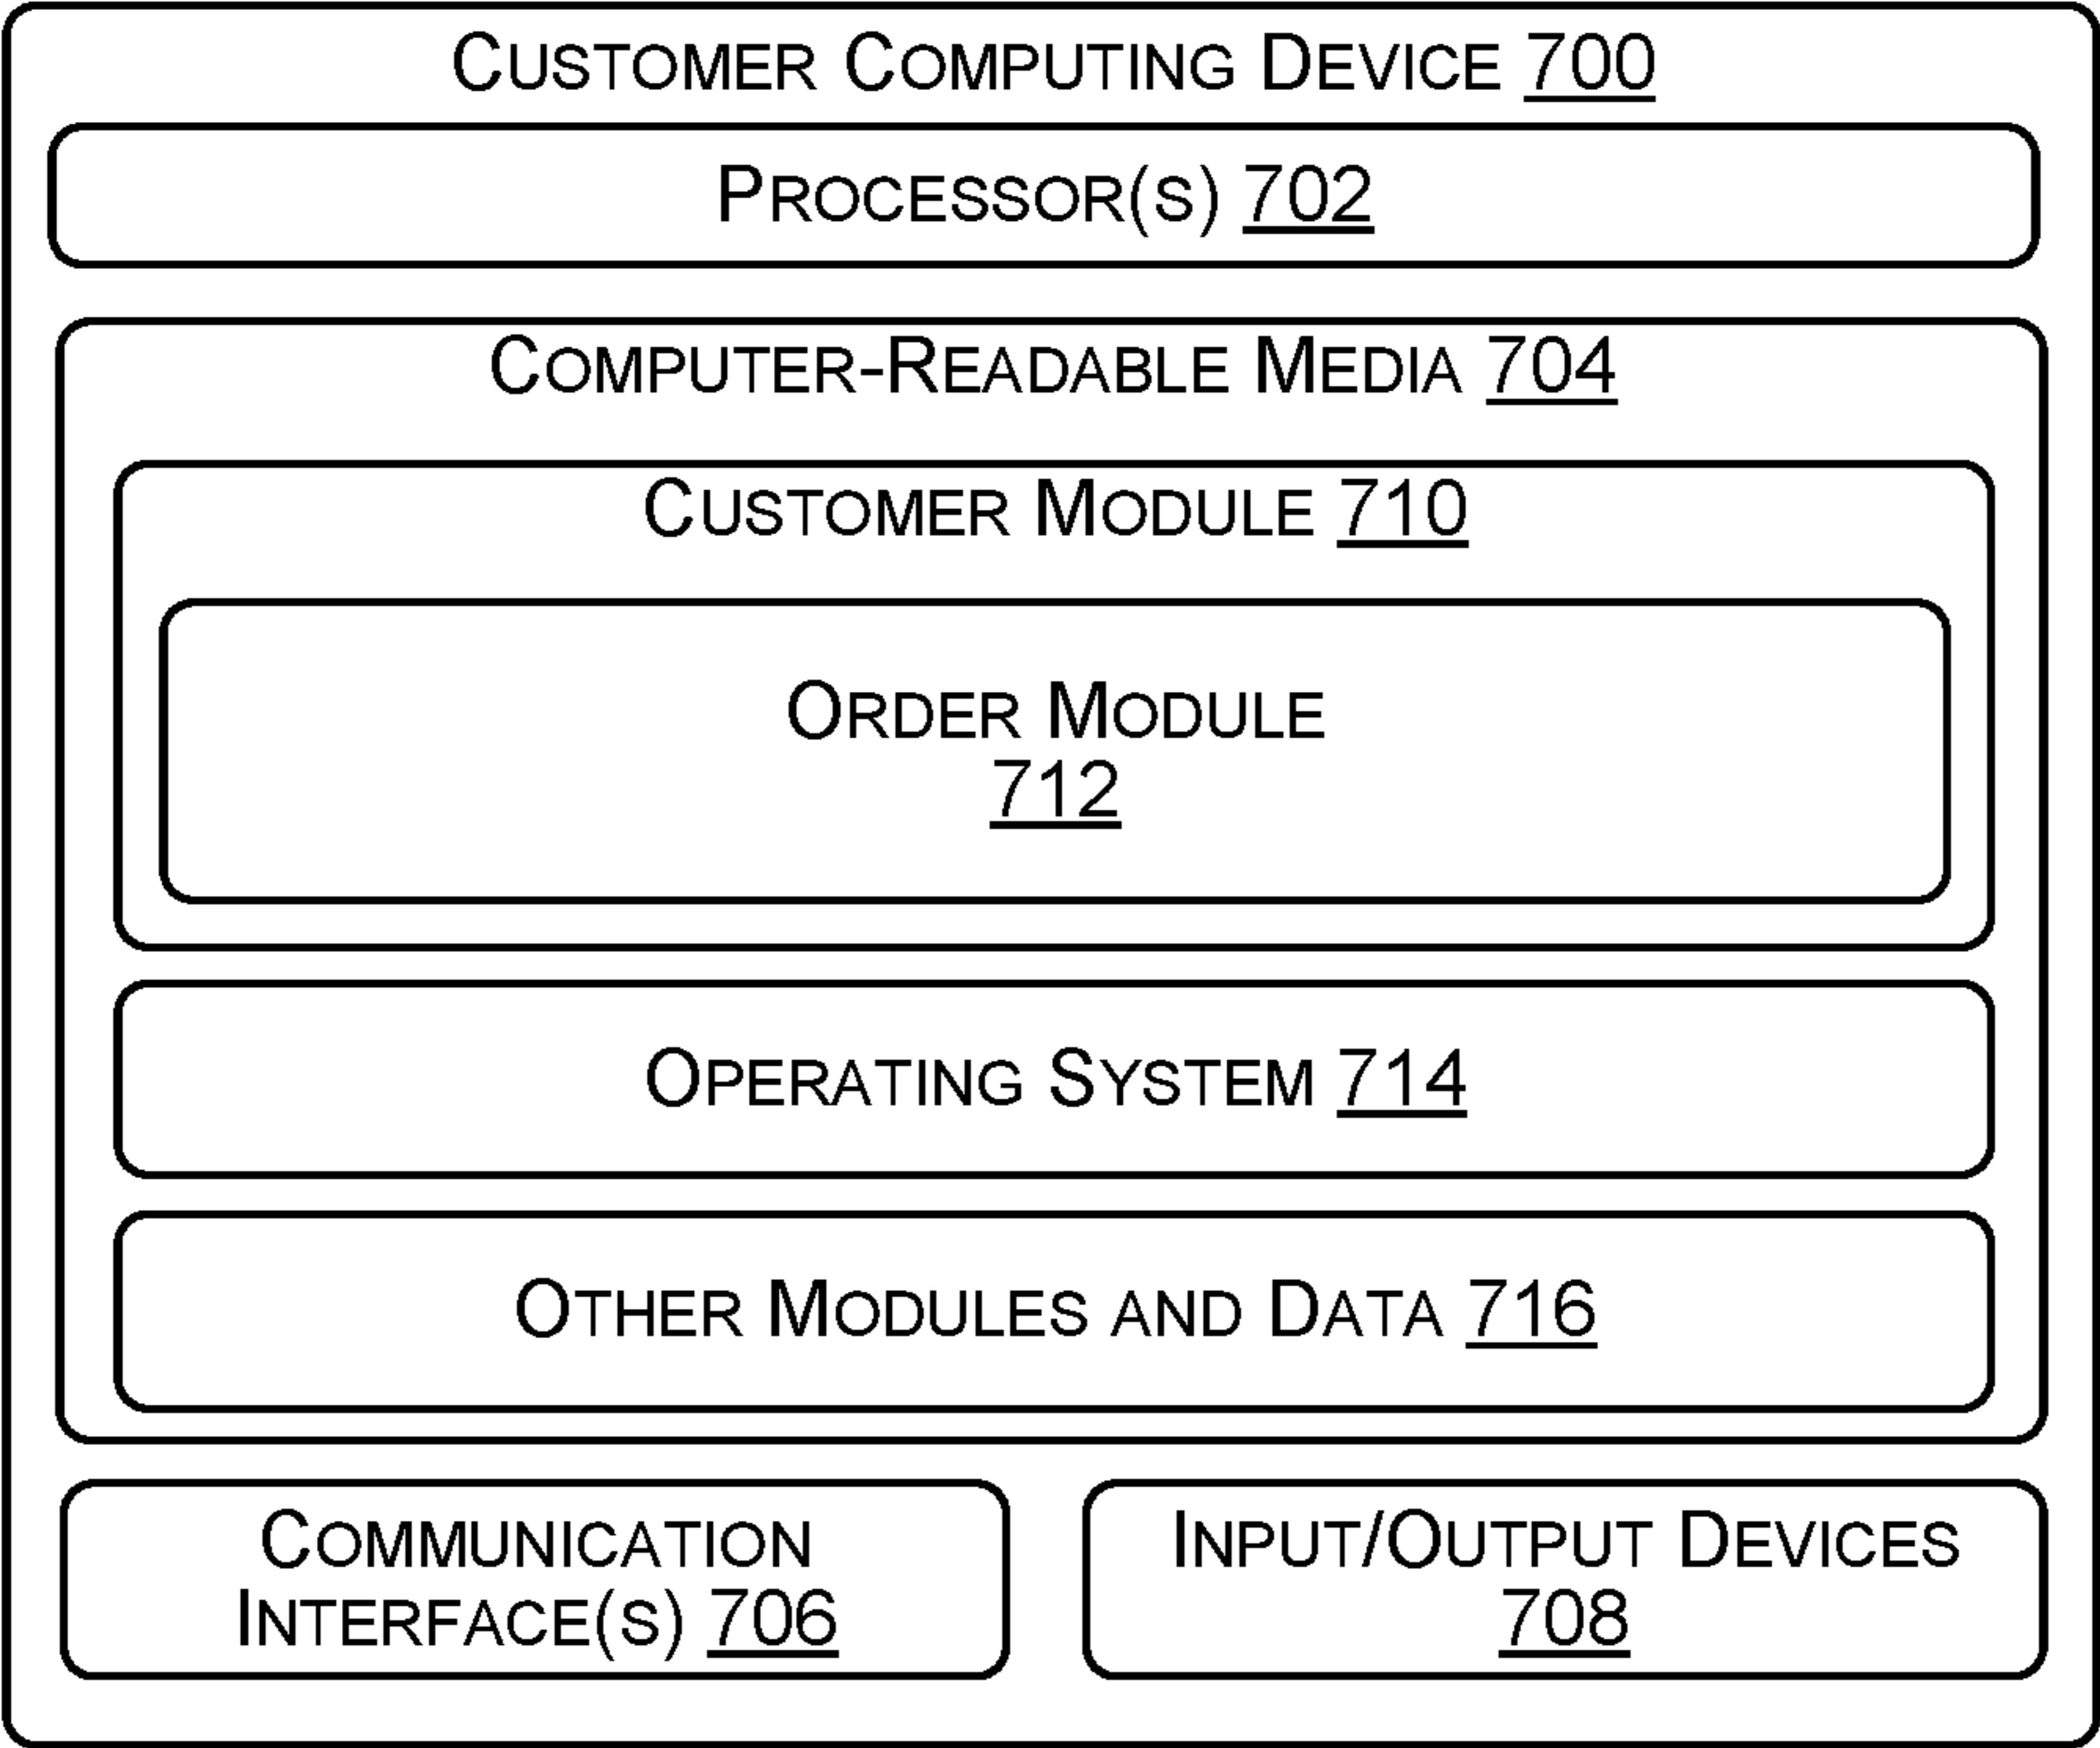 CUSTOMER COMPUTING DEVICE 700
PROCESSOR(S) 702
COMPUTER-READABLE MEDIA 704
CUSTOMER MODULE 710
ORDER MODULE
712
OPERATING SYSTEM 714
OTHER MODULES AND DATA 716
COMMUNICATION
INTERFACE(S) 706
INPUT/OUTPUT DEVICES
708